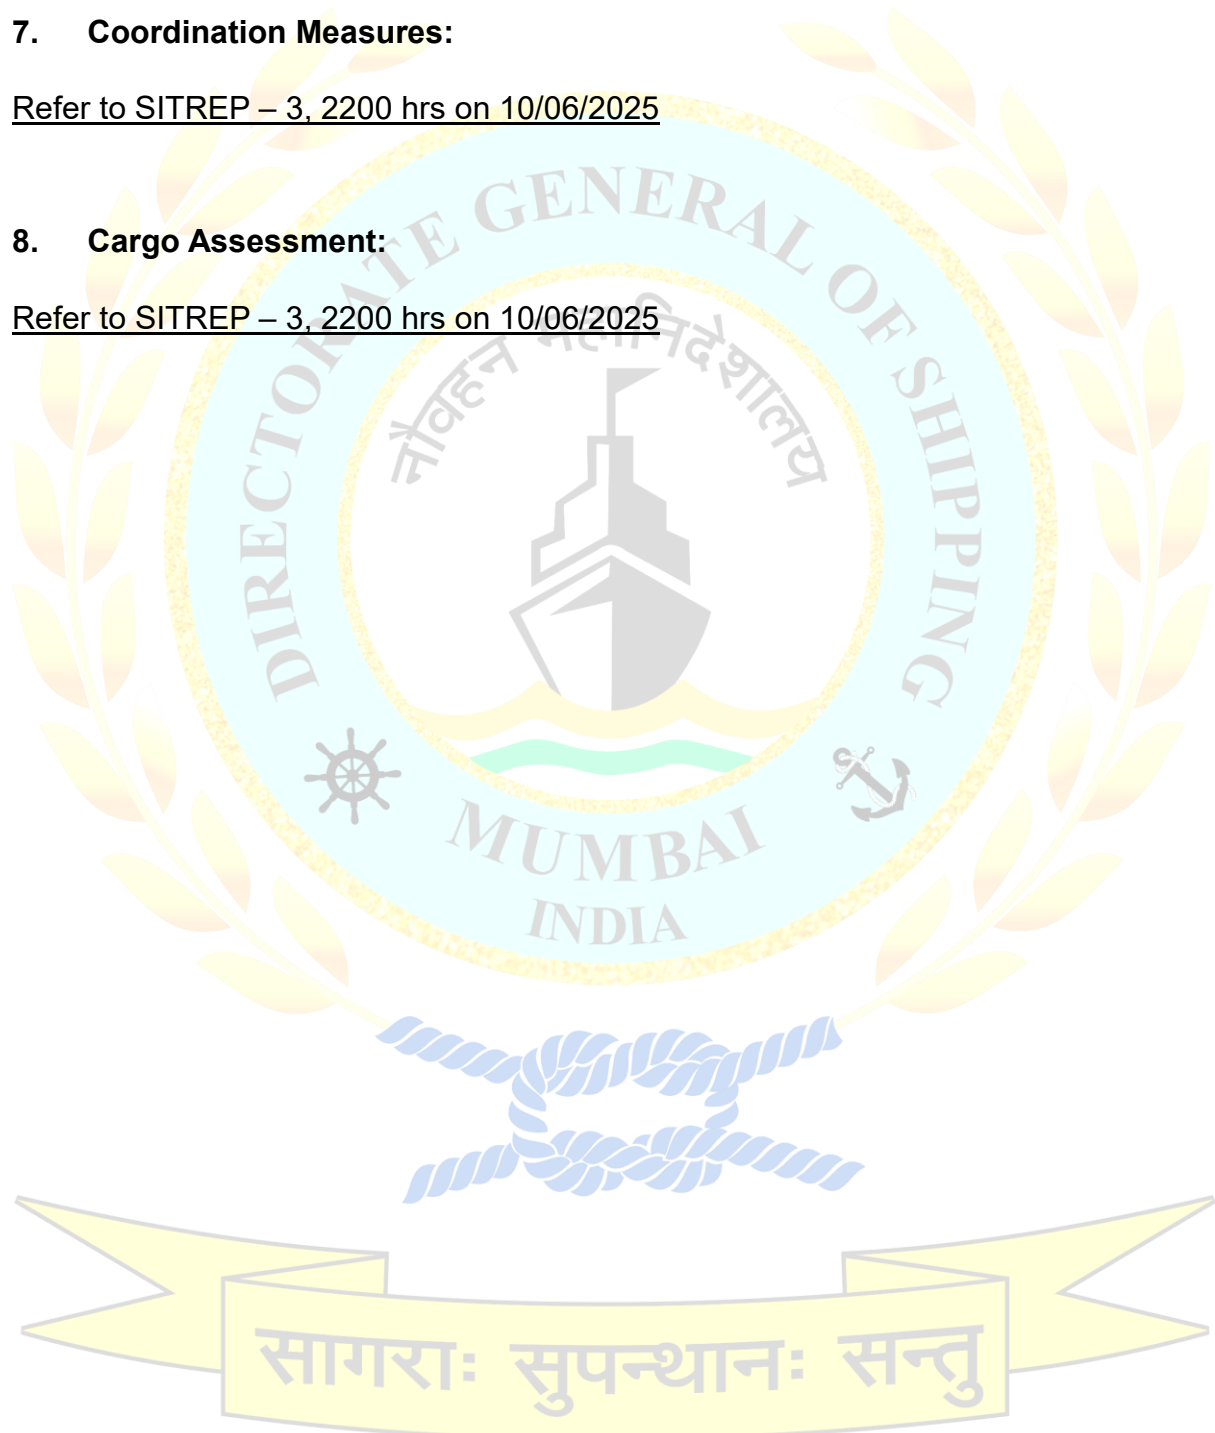 7. Coordination Measures:
Refer to SITREP – 3, 2200 hrs on 10/06/2025
8. Cargo Assessment:
Refer to SITREP – 3, 2200 hrs on 10/06/2025
DIRECTORATE GENERAL OF SHIPPING
नौवहन महानिदेशालय
MUMBAI
INDIA
सागराः सुपन्थानः सन्तु